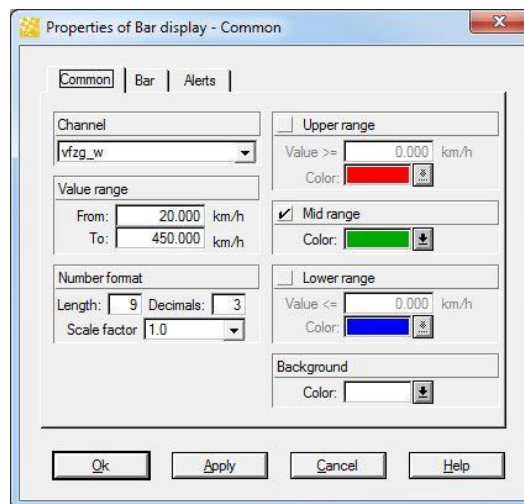 Properties of Bar display - Common
Common Bar Alerts
Channel
vfzg_w
Value range
From: 20.000 km/h
To: 450.000 km/h
Number format
Length: 9 Decimals: 3
Scale factor 1.0
Upper range
Value >= 0.000 km/h
Color:
Mid range
Color:
Lower range
Value <= 0.000 km/h
Color:
Background
Color:
Ok Apply Cancel Help